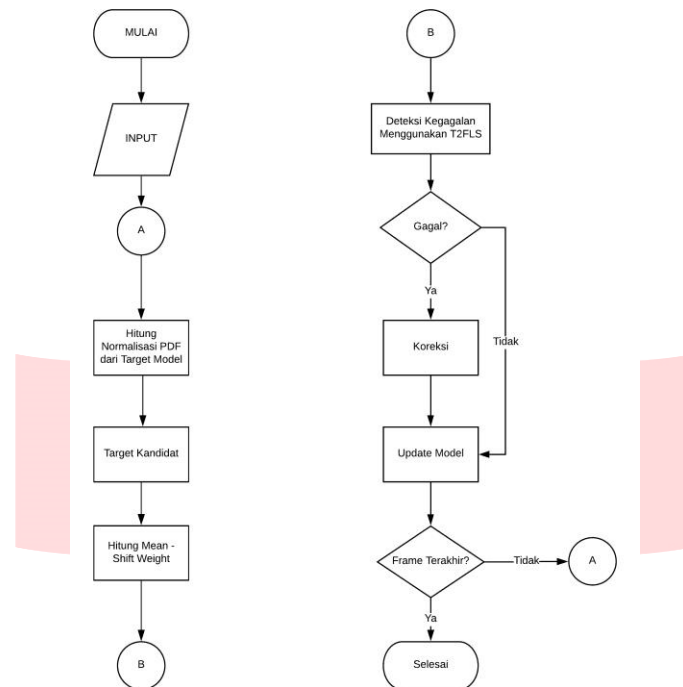 MULAI
INPUT
A
Hitung
Normalisasi PDF
dari Target Model
Target Kandidat
Hitung Mean -
Shift Weight
B
B
Deteksi Kegagalan
Menggunakan T2FLS
Gagal?
Ya
Tidak
Koreksi
Update Model
Frame Terakhir?
Tidak
A
Ya
Selesai